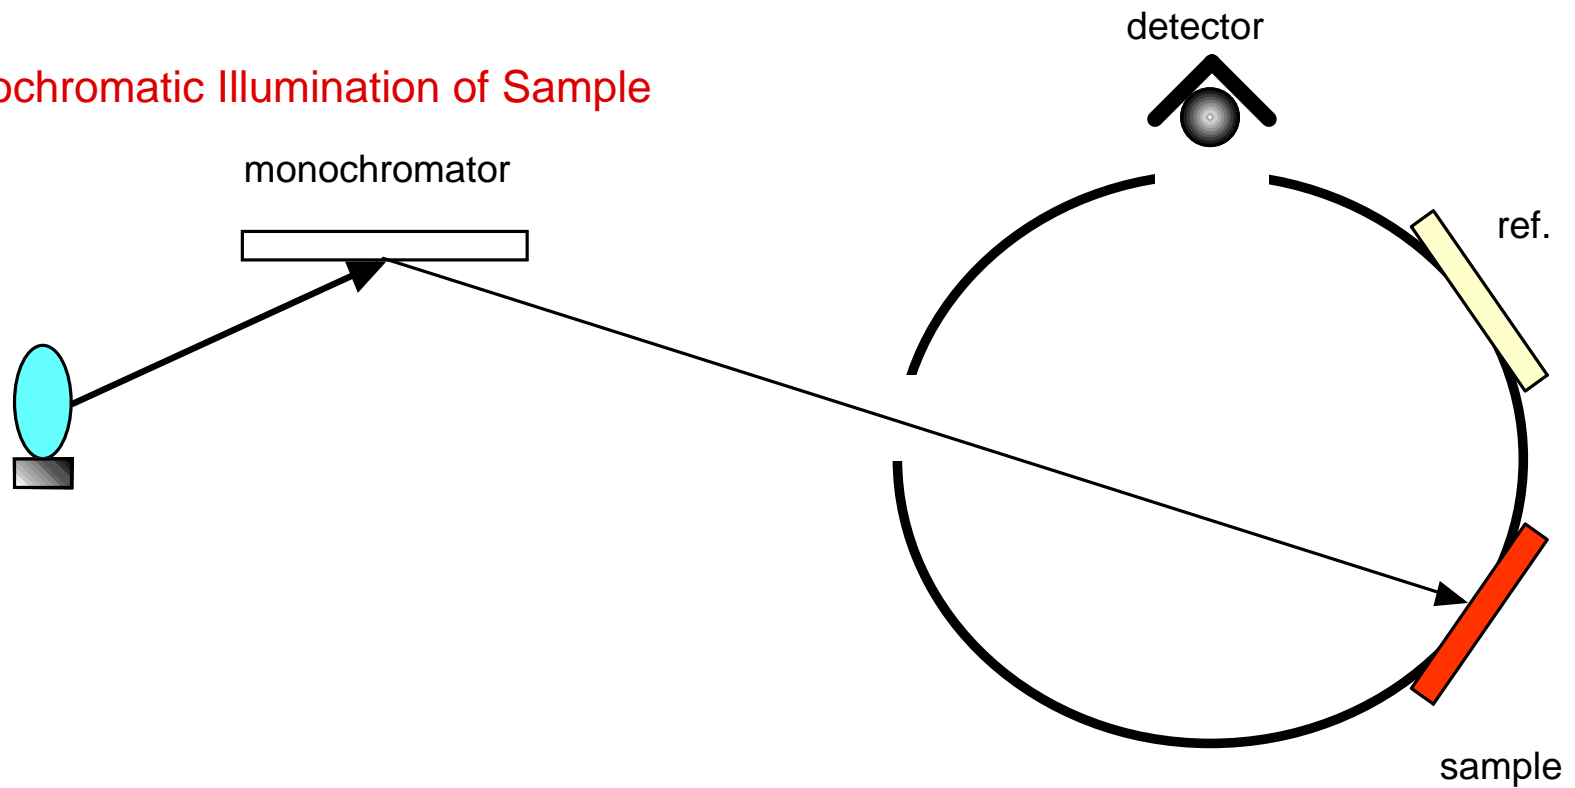 detector
ochromatic Illumination of Sample
monochromator
ref.
sample